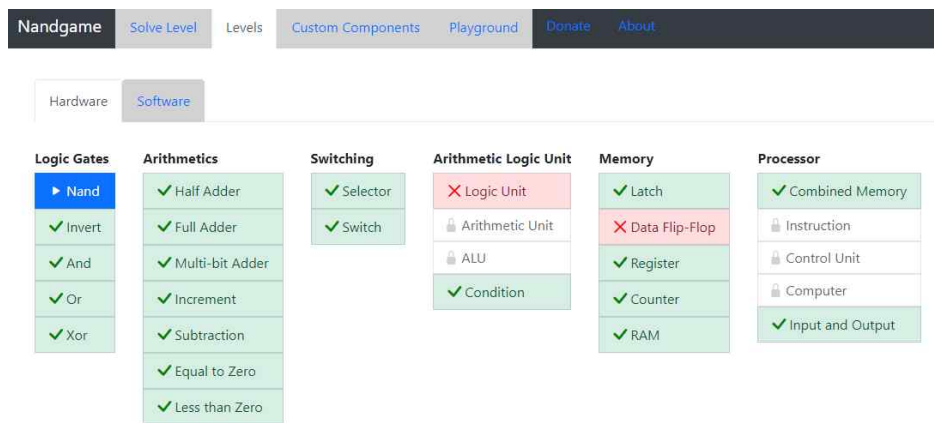 Nandgame Solve Level Levels Custom Components Playground Donate About
Hardware Software
Logic Gates
Nand
Invert
And
Or
Xor
Arithmetics
Half Adder
Full Adder
Multi-bit Adder
Increment
Subtraction
Equal to Zero
Less than Zero
Switching
Selector
Switch
Arithmetic Logic Unit
Logic Unit
Arithmetic Unit
ALU
Condition
Memory
Latch
Data Flip-Flop
Register
Counter
RAM
Processor
Combined Memory
Instruction
Control Unit
Computer
Input and Output